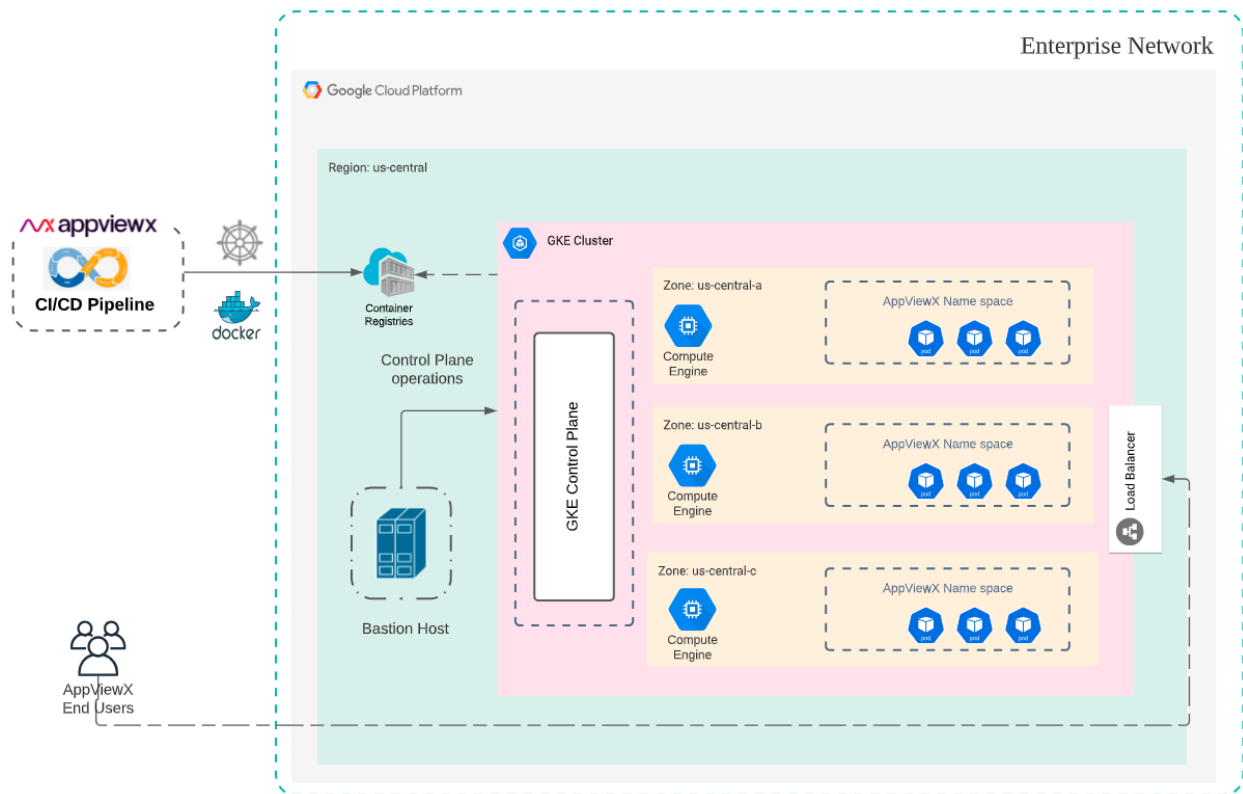 Enterprise Network
Google Cloud Platform
Region: us-central
appviewx
CI/CD Pipeline
docker
Container
Registries
GKE Cluster
Control Plane
operations
GKE Control Plane
Bastion Host
Zone: us-central-a
Compute
Engine
AppViewX Name space
pod
pod
pod
Zone: us-central-b
Compute
Engine
AppViewX Name space
pod
pod
pod
Zone: us-central-c
Compute
Engine
AppViewX Name space
pod
pod
pod
Load Balancer
AppViewX
End Users